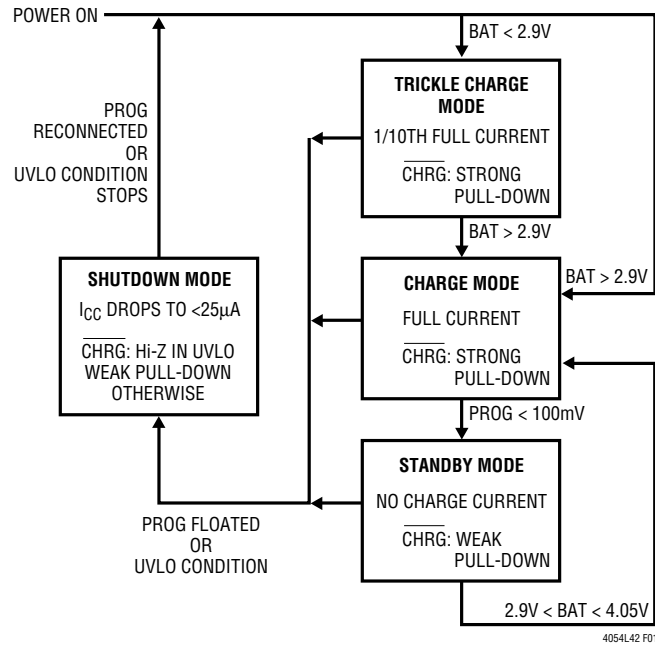 POWER ON
BAT < 2.9V
TRICKLE CHARGE
MODE
1/10TH FULL CURRENT
CHRG: STRONG
PULL-DOWN
PROG
RECONNECTED
OR
UVLO CONDITION
STOPS
BAT > 2.9V
SHUTDOWN MODE
ICC DROPS TO <25µA
CHRG: Hi-Z IN UVLO
WEAK PULL-DOWN
OTHERWISE
CHARGE MODE
FULL CURRENT
CHRG: STRONG
PULL-DOWN
BAT > 2.9V
PROG < 100mV
STANDBY MODE
NO CHARGE CURRENT
CHRG: WEAK
PULL-DOWN
PROG FLOATED
OR
UVLO CONDITION
2.9V < BAT < 4.05V
4054L42 F01